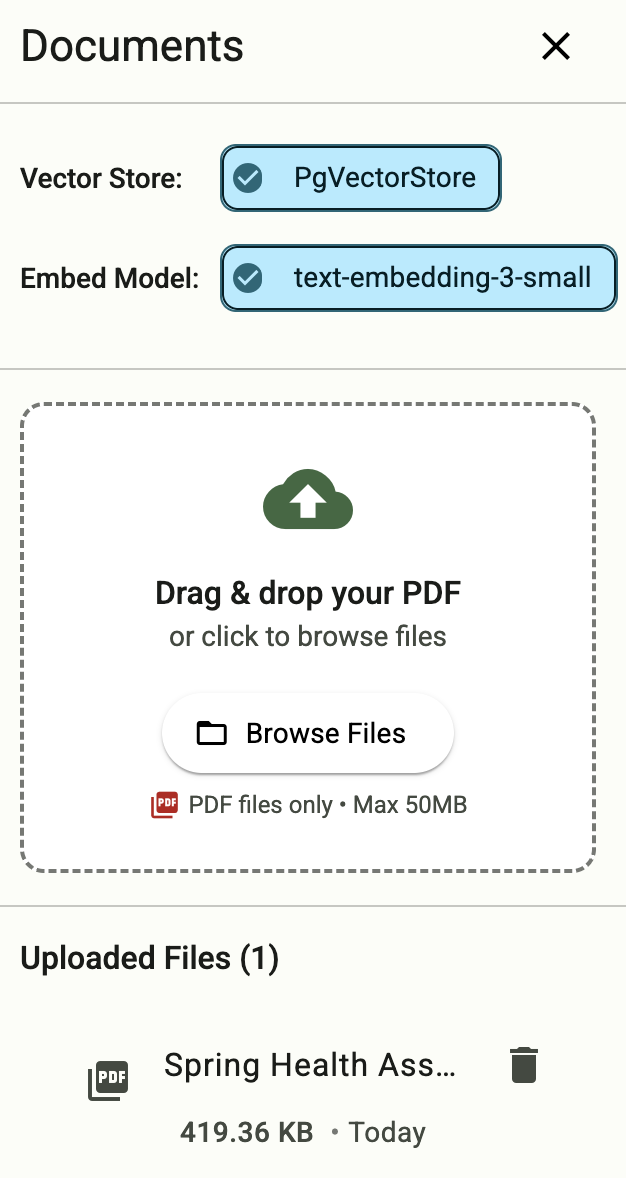 Documents
Vector Store: PgVectorStore
Embed Model: text-embedding-3-small
Drag & drop your PDF
or click to browse files
Browse Files
PDF PDF files only • Max 50MB
Uploaded Files (1)
PDF Spring Health Ass...
419.36 KB • Today